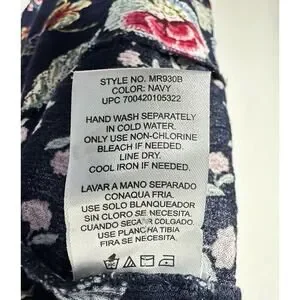 STYLE NO. MR930B
COLOR: NAVY
UPC 700420105322
HAND WASH SEPARATELY
IN COLD WATER.
ONLY USE NON-CHLORINE
BLEACH IF NEEDED.
LINE DRY.
COOL IRON IF NEEDED.
LAVAR A MANO SEPARADO
CONAQUA FRIA.
USE SOLO BLANQUEADOR
SIN CLORO SE NECESITA.
CUANDO SECAR COLGADO.
USE PLANCHA TIBIA
FIRA SE NECESITA.